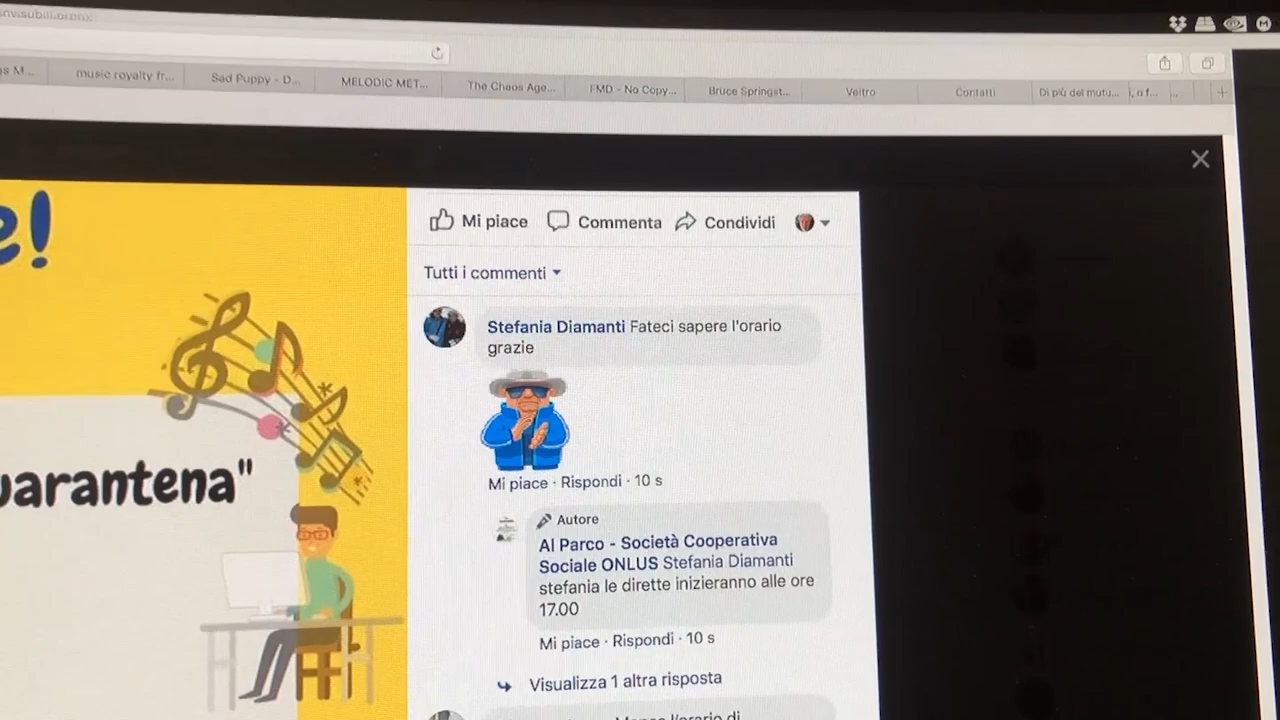 music royalty fr...
Sad Puppy - D...
MELODIC MET...
The Chaos Age...
FMD - No Copy...
Bruce Springst...
Veltro
Contatti
Di più del mutu...
e!
Mi piace
Commenta
Condividi
Tutti i commenti
Stefania Diamanti Fateci sapere l'orario
grazie
uarantena"
Mi piace · Rispondi · 10 s
Autore
Al Parco - Società Cooperativa
Sociale ONLUS Stefania Diamanti
stefania le dirette inizieranno alle ore
17.00
Mi piace · Rispondi · 10 s
Visualizza 1 altra risposta
l'orario di